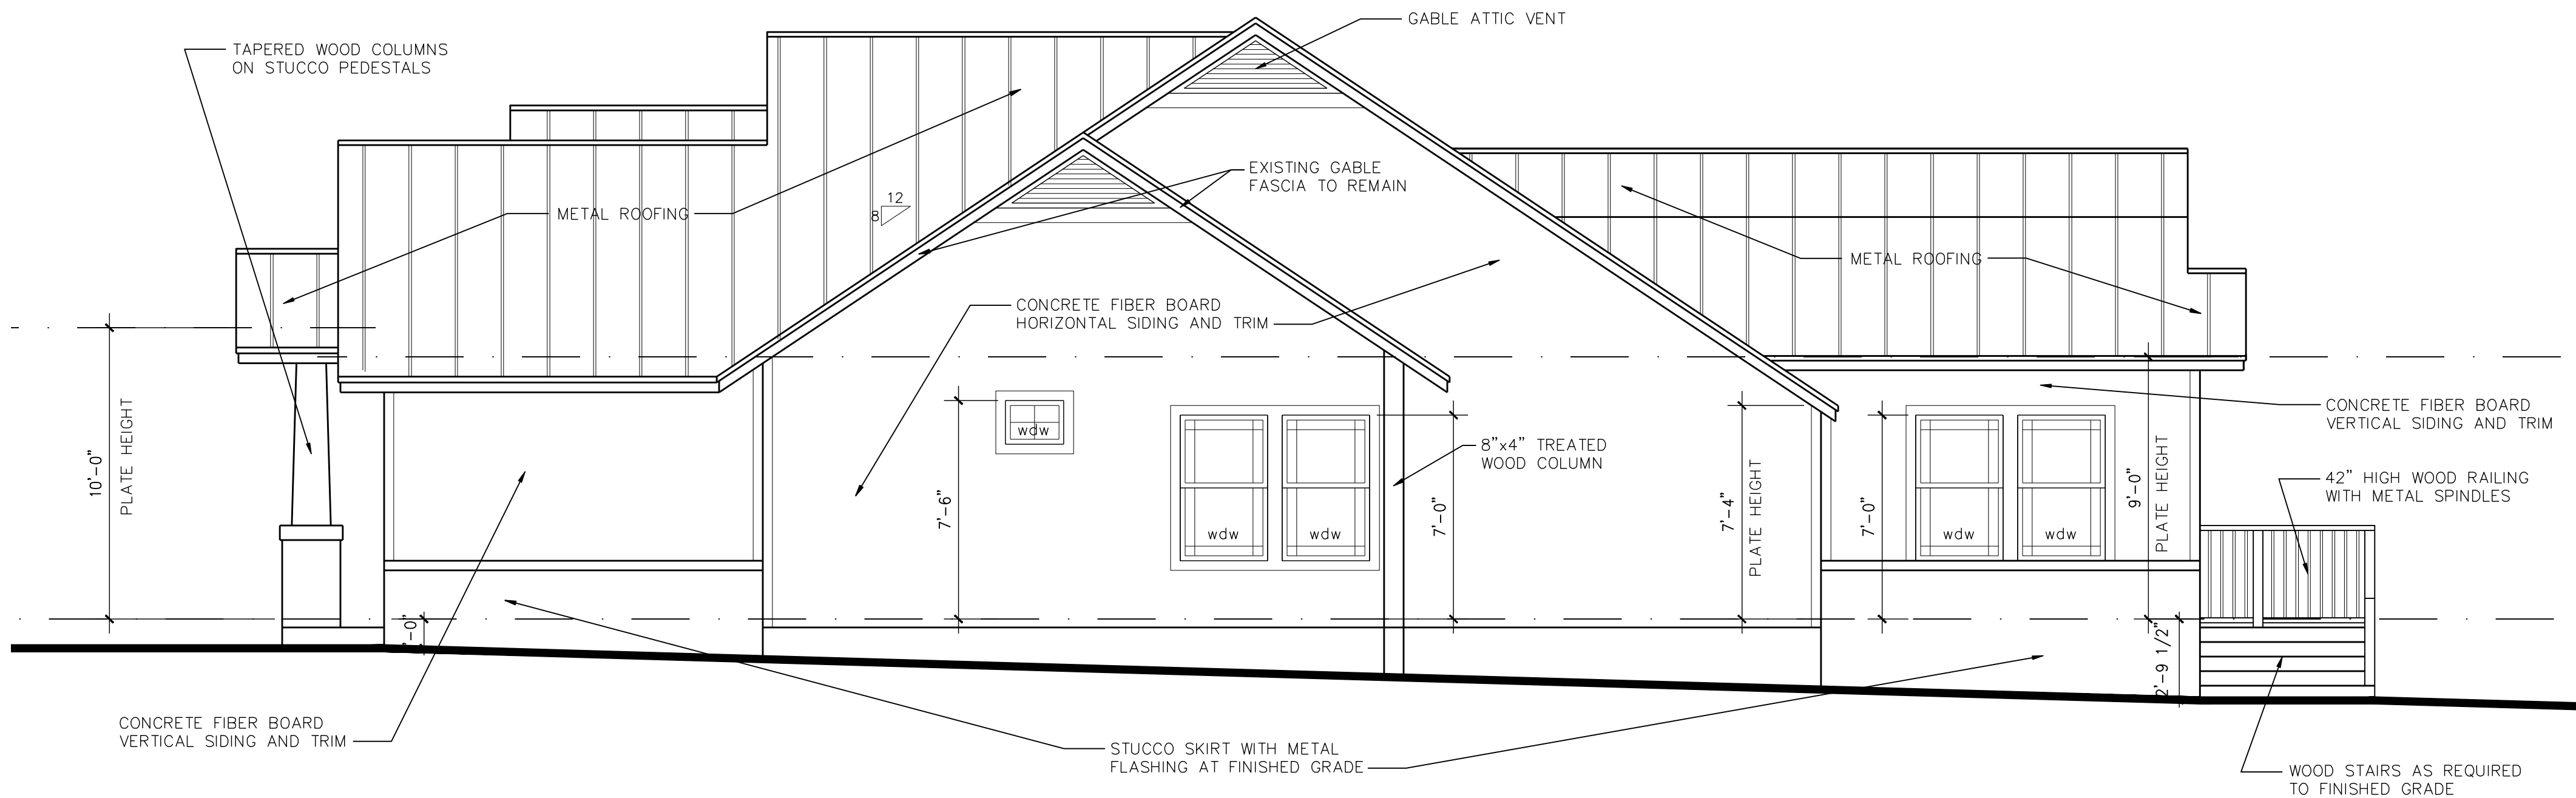 GABLE ATTIC VENT
TAPERED WOOD COLUMNS
ON STUCCO PEDESTALS
EXISTING GABLE
FASCIA TO REMAIN
12
8
METAL ROOFING
METAL ROOFING
CONCRETE FIBER BOARD
HORIZONTAL SIDING AND TRIM
10'-0"
PLATE HEIGHT
wdw
7'-6"
wdw
wdw
7'-0"
8"x4" TREATED
WOOD COLUMN
7'-4"
PLATE HEIGHT
7'-0"
wdw
wdw
9'-0"
PLATE HEIGHT
CONCRETE FIBER BOARD
VERTICAL SIDING AND TRIM
42" HIGH WOOD RAILING
WITH METAL SPINDLES
2'-9 1/2"
CONCRETE FIBER BOARD
VERTICAL SIDING AND TRIM
STUCCO SKIRT WITH METAL
FLASHING AT FINISHED GRADE
WOOD STAIRS AS REQUIRED
TO FINISHED GRADE